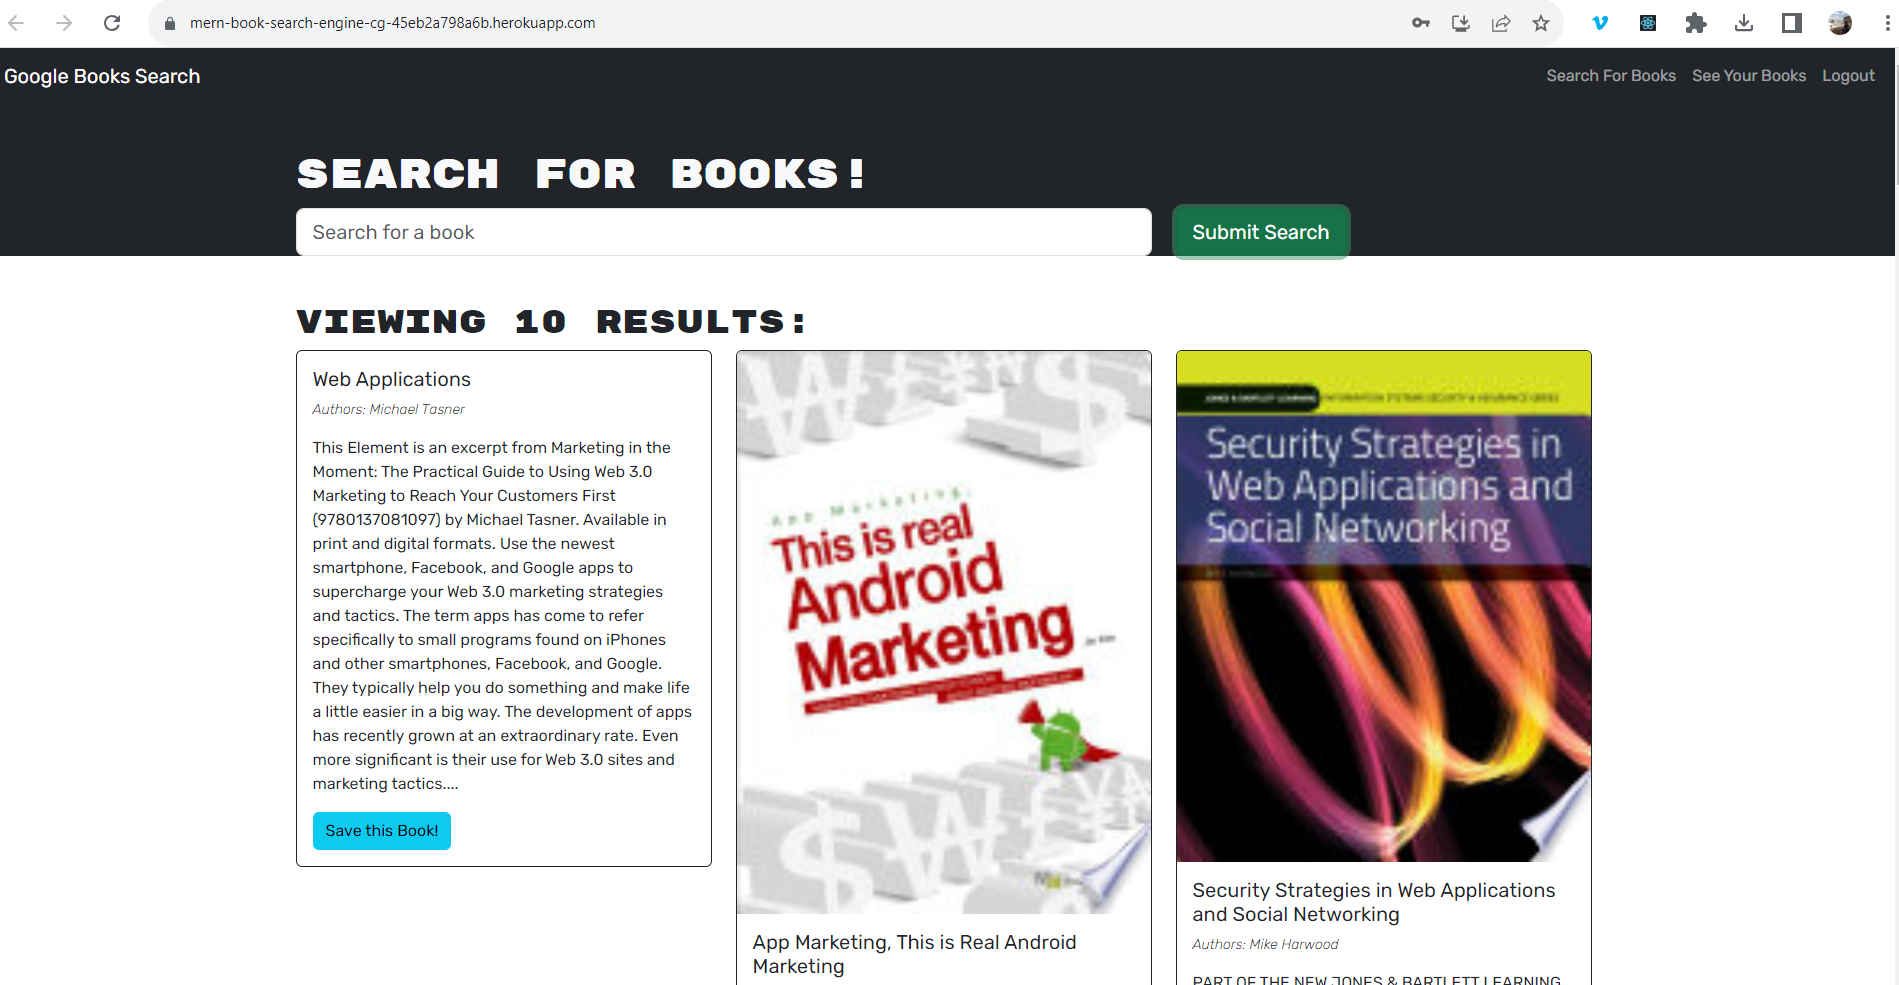 mern-book-search-engine-cg-45eb2a798a6b.herokuapp.com
Google Books Search
Search For Books
See Your Books
Logout
SEARCH FOR BOOKS!
Search for a book
Submit Search
VIEWING 10 RESULTS:
Web Applications
Authors: Michael Tasner
This Element is an excerpt from Marketing in the
Moment: The Practical Guide to Using Web 3.0
Marketing to Reach Your Customers First
(9780137081097) by Michael Tasner. Available in
print and digital formats. Use the newest
smartphone, Facebook, and Google apps to
supercharge your Web 3.0 marketing strategies
and tactics. The term apps has come to refer
specifically to small programs found on iPhones
and other smartphones, Facebook, and Google.
They typically help you do something and make life
a little easier in a big way. The development of apps
has recently grown at an extraordinary rate. Even
more significant is their use for Web 3.0 sites and
marketing tactics....
Save this Book!
App Marketing,
This is real
Android
Marketing
App Marketing, This is Real Android
Marketing
JONES & BARTLETT LEARNING INFORMATION SYSTEMS SECURITY & ASSURANCE SERIES
Security Strategies in
Web Applications and
Social Networking
Security Strategies in Web Applications
and Social Networking
Authors: Mike Harwood
PART OF THE NEW JONES & BARTLETT LEARNING